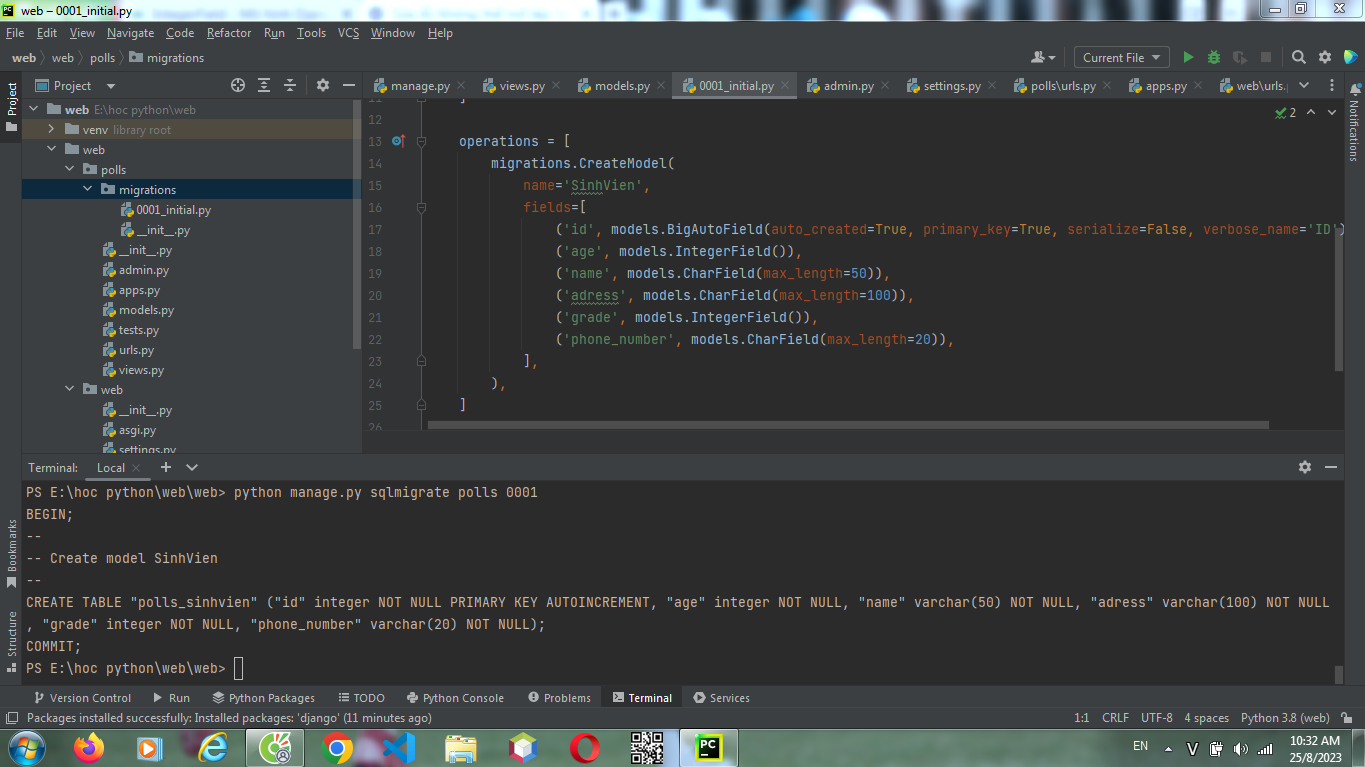 web – 0001_initial.py
File Edit View Navigate Code Refactor Run Tools VCS Window Help
web web polls migrations
Current File
Project
manage.py views.py models.py 0001_initial.py admin.py settings.py polls\urls.py apps.py web\urls.
web E:\hoc python\web
venv library root
web
polls
migrations
0001_initial.py
__init__.py
__init__.py
admin.py
apps.py
models.py
tests.py
urls.py
views.py
web
__init__.py
asgi.py
settings.py
2
11 ]
12
13 operations = [
14 migrations.CreateModel(
15 name='SinhVien',
16 fields=[
17 ('id', models.BigAutoField(auto_created=True, primary_key=True, serialize=False, verbose_name='ID')
18 ('age', models.IntegerField()),
19 ('name', models.CharField(max_length=50)),
20 ('adress', models.CharField(max_length=100)),
21 ('grade', models.IntegerField()),
22 ('phone_number', models.CharField(max_length=20)),
23 ],
24 ),
25 ]
26
Project
Bookmarks
Structure
Notifications
Terminal: Local
PS E:\hoc python\web\web> python manage.py sqlmigrate polls 0001
BEGIN;
--
-- Create model SinhVien
--
CREATE TABLE "polls_sinhvien" ("id" integer NOT NULL PRIMARY KEY AUTOINCREMENT, "age" integer NOT NULL, "name" varchar(50) NOT NULL, "adress" varchar(100) NOT NULL
, "grade" integer NOT NULL, "phone_number" varchar(20) NOT NULL);
COMMIT;
PS E:\hoc python\web\web>
Version Control Run Python Packages TODO Python Console Problems Terminal Services
Packages installed successfully: Installed packages: 'django' (11 minutes ago)
1:1 CRLF UTF-8 4 spaces Python 3.8 (web)
PC
EN V 10:32 AM
25/8/2023